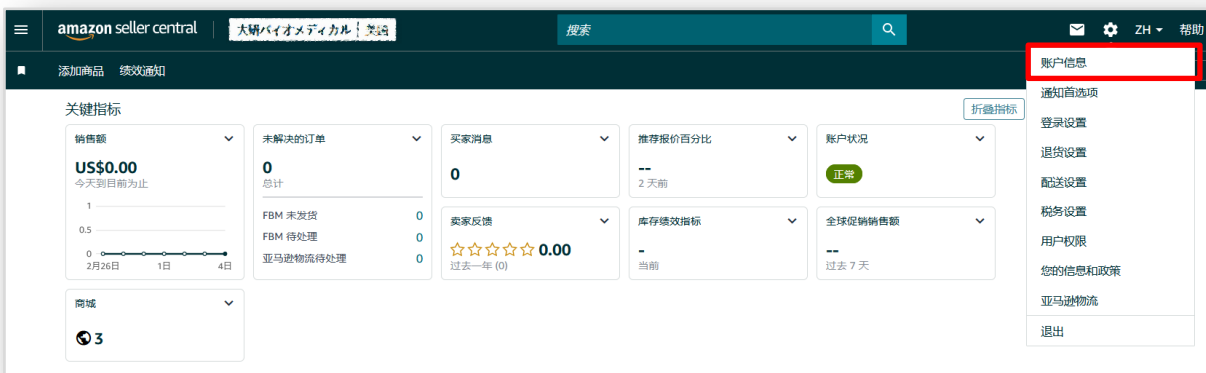 amazon seller central
大研バイオメディカル 美国
搜索
ZH
帮助
添加商品 绩效通知
关键指标
折叠指标
销售额
US$0.00
今天到目前为止
1
0.5
0
2月26日 1日 4日
未解决的订单
0
总计
FBM 未发货 0
FBM 待处理 0
亚马逊物流待处理 0
买家消息
0
推荐报价百分比
--
2 天前
账户状况
正常
卖家反馈
0.00
过去一年 (0)
库存绩效指标
-
当前
全球促销销售额
--
过去 7 天
商城
3
账户信息
通知首选项
登录设置
退货设置
配送设置
税务设置
用户权限
您的信息和政策
亚马逊物流
退出